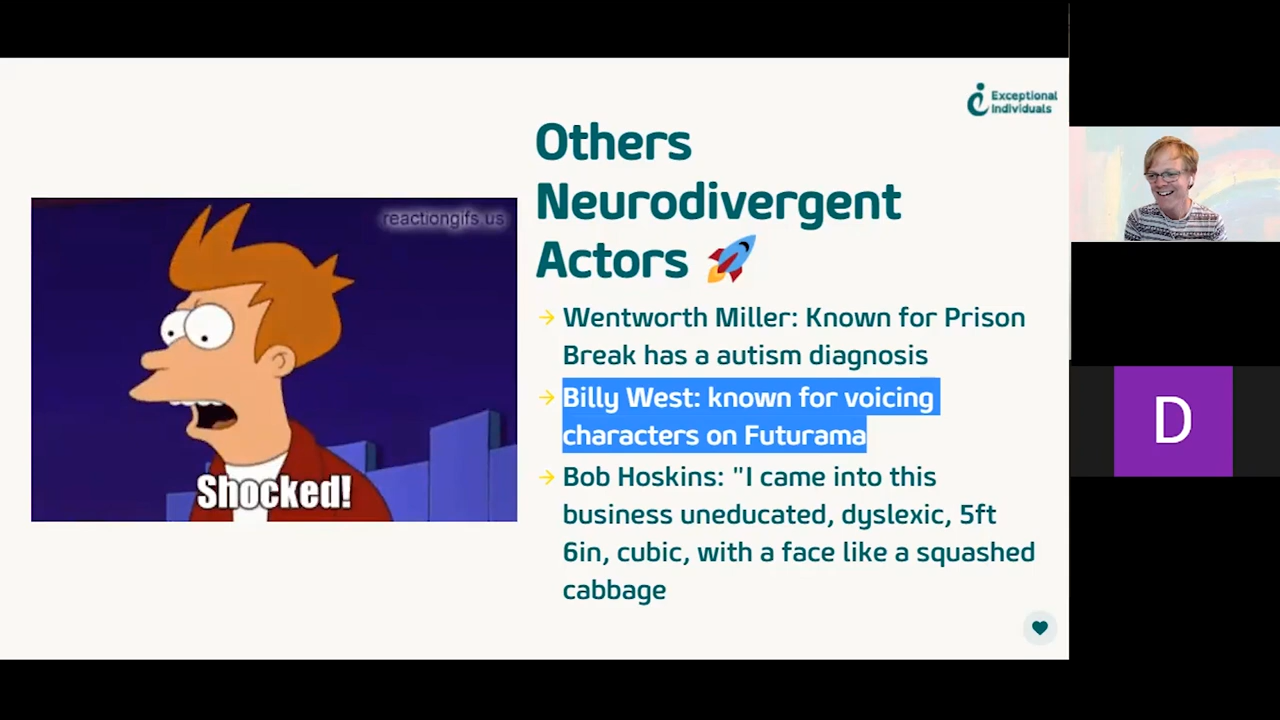 Exceptional
Individuals
Others
Neurodivergent
Actors
reactiongifs.us
Shocked!
Wentworth Miller: Known for Prison
Break has a autism diagnosis
Billy West: known for voicing
characters on Futurama
Bob Hoskins: "I came into this
business uneducated, dyslexic, 5ft
6in, cubic, with a face like a squashed
cabbage
D